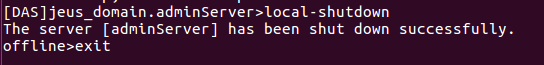 [DAS]jeus_domain.adminServer>local-shutdown
The server [adminServer] has been shut down successfully.
offline>exit